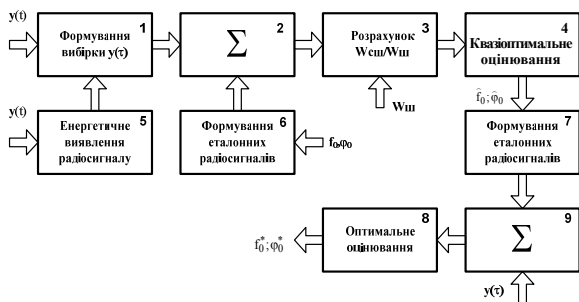 y(t)
1
Формування
вибірки y(τ)
2
Σ
3
Розрахунок
Wсш/Wш
4
Квазіоптимальне
оцінювання
Wш
f̂0;φ̂0
y(t)
5
Енергетичне
виявлення
радіосигналу
6
Формування
еталонних
радіосигналів
f0,φ0
7
Формування
еталонних
радіосигналів
f0*;φ0*
8
Оптимальне
оцінювання
9
Σ
y(τ)